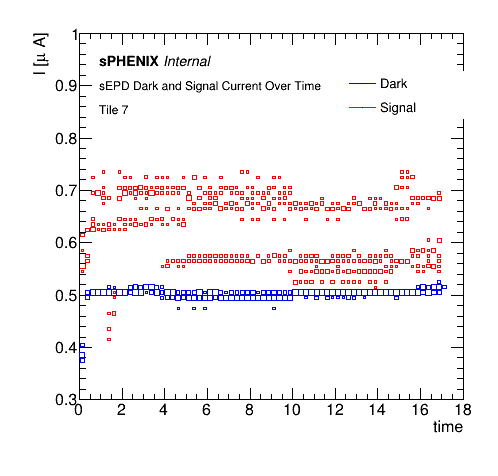 I [μ A]
1
0.9
0.8
0.7
0.6
0.5
0.4
0.3
sPHENIX Internal
sEPD Dark and Signal Current Over Time
Tile 7
Dark
Signal
0 2 4 6 8 10 12 14 16 18
time